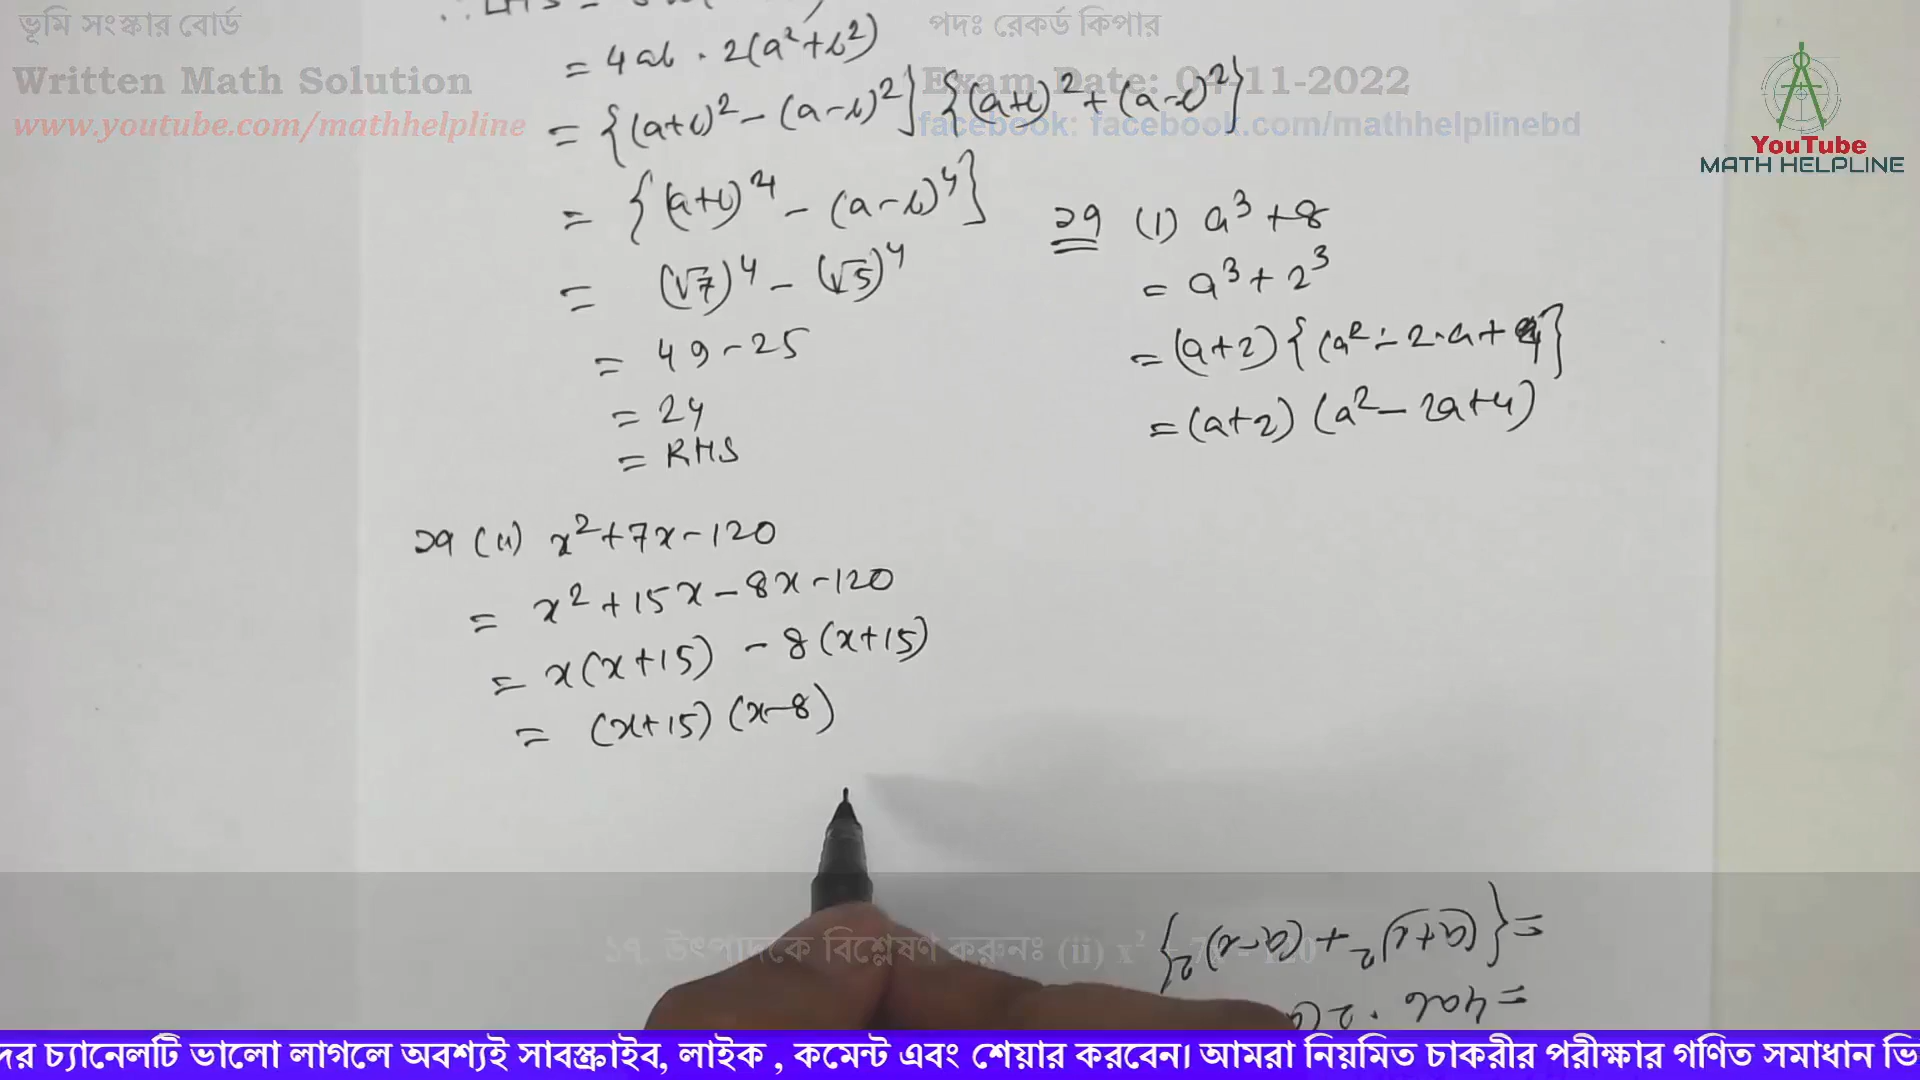 ভূমি সংস্কার বোর্ড
পদঃ রেকর্ড কিপার
Written Math Solution
Exam Date: 04-11-2022
www.youtube.com/mathhelpline
facebook: facebook.com/mathhelplinebd
YouTube
MATH HELPLINE
= 4ab · 2(a²+b²)
= {(a+b)² - (a-b)²} {(a+b)² + (a-b)²}
= {(a+b)⁴ - (a-b)⁴}
= (√7)⁴ - (√5)⁴
= 49-25
= 24
= RHS
১৭ (i) a³+8
= a³+2³
= (a+2){(a²-2·a+4}
= (a+2) (a²-2a+4)
১৭ (ii) x²+7x-120
= x²+15x-8x-120
= x(x+15) - 8(x+15)
= (x+15) (x-8)
১৭. উৎপাদকে বিশ্লেষণ করুনঃ (ii) x²
= 4ab · 2(
চ্যানেলটি ভালো লাগলে অবশ্যই সাবস্ক্রাইব, লাইক , কমেন্ট এবং শেয়ার করবেন। আমরা নিয়মিত চাকরীর পরীক্ষার গণিত সমাধান